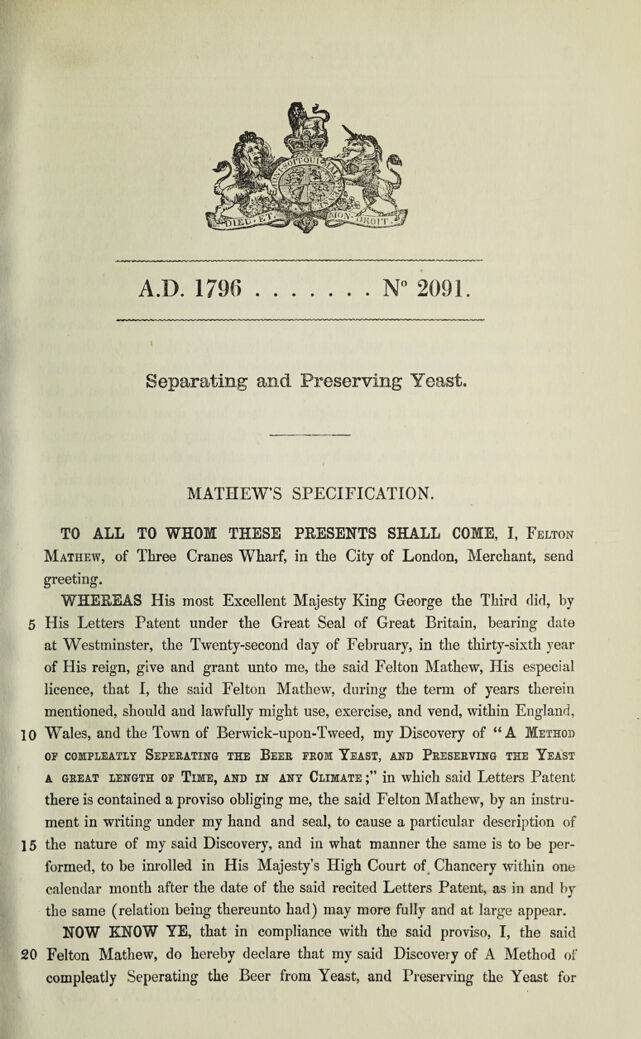 HONI SOIT QUI MAL Y PENSE
DIEU · ET. MON · DROIT ·
A.D. 1796 . . . . . . . Nº 2091.
Separating and Preserving Yeast.
MATHEW'S SPECIFICATION.
TO ALL TO WHOM THESE PRESENTS SHALL COME, I, FELTON
MATHEW, of Three Cranes Wharf, in the City of London, Merchant, send
greeting.
WHEREAS His most Excellent Majesty King George the Third did, by
5 His Letters Patent under the Great Seal of Great Britain, bearing date
at Westminster, the Twenty-second day of February, in the thirty-sixth year
of His reign, give and grant unto me, the said Felton Mathew, His especial
licence, that I, the said Felton Mathew, during the term of years therein
mentioned, should and lawfully might use, exercise, and vend, within England,
10 Wales, and the Town of Berwick-upon-Tweed, my Discovery of “A METHOD
OF COMPLEATLY SEPERATING THE BEER FROM YEAST, AND PRESERVING THE YEAST
A GREAT LENGTH OF TIME, AND IN ANY CLIMATE;” in which said Letters Patent
there is contained a proviso obliging me, the said Felton Mathew, by an instru-
ment in writing under my hand and seal, to cause a particular description of
15 the nature of my said Discovery, and in what manner the same is to be per-
formed, to be inrolled in His Majesty's High Court of Chancery within one
calendar month after the date of the said recited Letters Patent, as in and by
the same (relation being thereunto had) may more fully and at large appear.
NOW KNOW YE, that in compliance with the said proviso, I, the said
20 Felton Mathew, do hereby declare that my said Discovery of A Method of
compleatly Seperating the Beer from Yeast, and Preserving the Yeast for